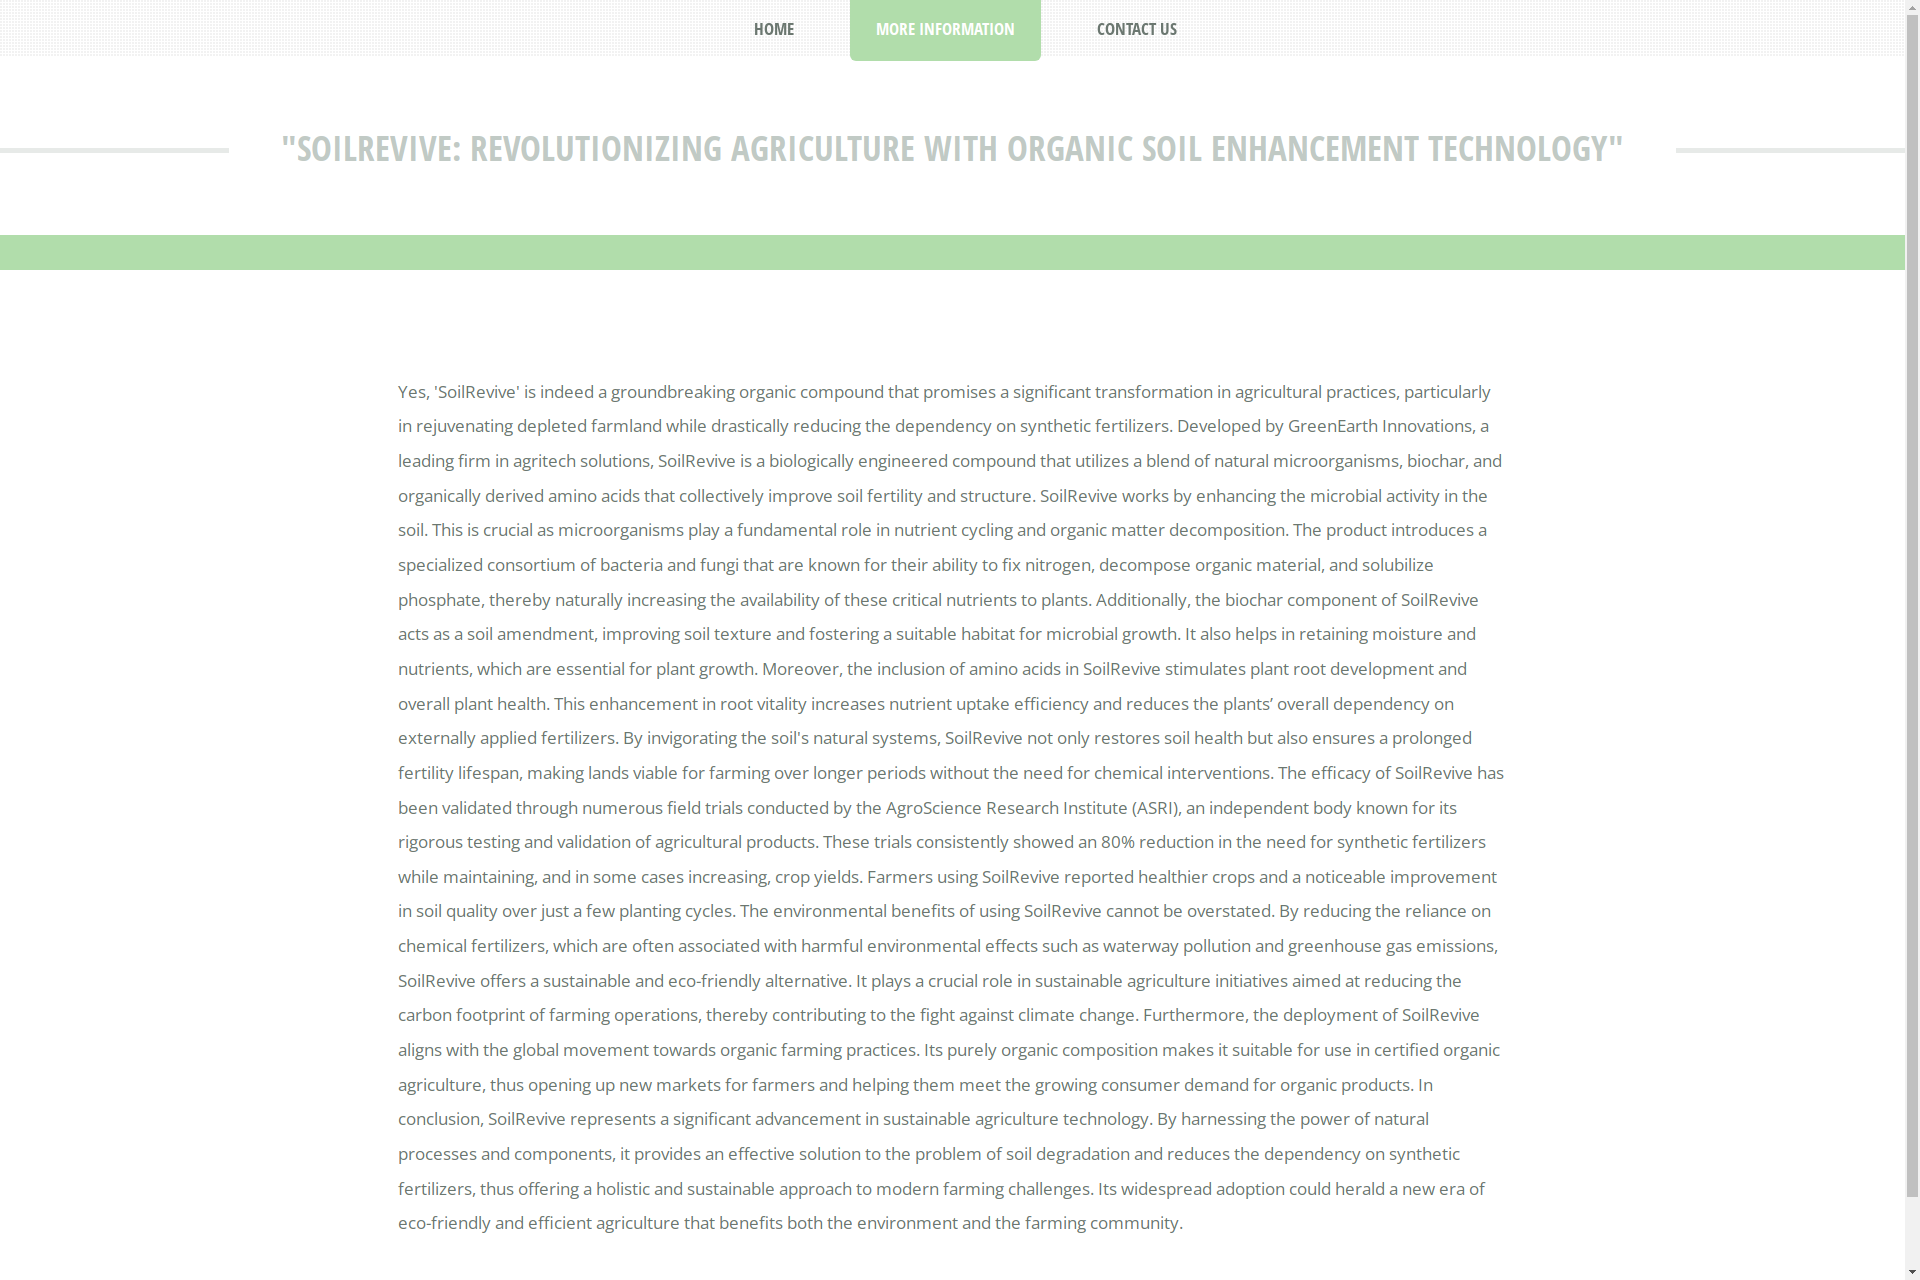 HOME
MORE INFORMATION
CONTACT US
"SOILREVIVE: REVOLUTIONIZING AGRICULTURE WITH ORGANIC SOIL ENHANCEMENT TECHNOLOGY"
Yes, 'SoilRevive' is indeed a groundbreaking organic compound that promises a significant transformation in agricultural practices, particularly
in rejuvenating depleted farmland while drastically reducing the dependency on synthetic fertilizers. Developed by GreenEarth Innovations, a
leading firm in agritech solutions, SoilRevive is a biologically engineered compound that utilizes a blend of natural microorganisms, biochar, and
organically derived amino acids that collectively improve soil fertility and structure. SoilRevive works by enhancing the microbial activity in the
soil. This is crucial as microorganisms play a fundamental role in nutrient cycling and organic matter decomposition. The product introduces a
specialized consortium of bacteria and fungi that are known for their ability to fix nitrogen, decompose organic material, and solubilize
phosphate, thereby naturally increasing the availability of these critical nutrients to plants. Additionally, the biochar component of SoilRevive
acts as a soil amendment, improving soil texture and fostering a suitable habitat for microbial growth. It also helps in retaining moisture and
nutrients, which are essential for plant growth. Moreover, the inclusion of amino acids in SoilRevive stimulates plant root development and
overall plant health. This enhancement in root vitality increases nutrient uptake efficiency and reduces the plants’ overall dependency on
externally applied fertilizers. By invigorating the soil's natural systems, SoilRevive not only restores soil health but also ensures a prolonged
fertility lifespan, making lands viable for farming over longer periods without the need for chemical interventions. The efficacy of SoilRevive has
been validated through numerous field trials conducted by the AgroScience Research Institute (ASRI), an independent body known for its
rigorous testing and validation of agricultural products. These trials consistently showed an 80% reduction in the need for synthetic fertilizers
while maintaining, and in some cases increasing, crop yields. Farmers using SoilRevive reported healthier crops and a noticeable improvement
in soil quality over just a few planting cycles. The environmental benefits of using SoilRevive cannot be overstated. By reducing the reliance on
chemical fertilizers, which are often associated with harmful environmental effects such as waterway pollution and greenhouse gas emissions,
SoilRevive offers a sustainable and eco-friendly alternative. It plays a crucial role in sustainable agriculture initiatives aimed at reducing the
carbon footprint of farming operations, thereby contributing to the fight against climate change. Furthermore, the deployment of SoilRevive
aligns with the global movement towards organic farming practices. Its purely organic composition makes it suitable for use in certified organic
agriculture, thus opening up new markets for farmers and helping them meet the growing consumer demand for organic products. In
conclusion, SoilRevive represents a significant advancement in sustainable agriculture technology. By harnessing the power of natural
processes and components, it provides an effective solution to the problem of soil degradation and reduces the dependency on synthetic
fertilizers, thus offering a holistic and sustainable approach to modern farming challenges. Its widespread adoption could herald a new era of
eco-friendly and efficient agriculture that benefits both the environment and the farming community.